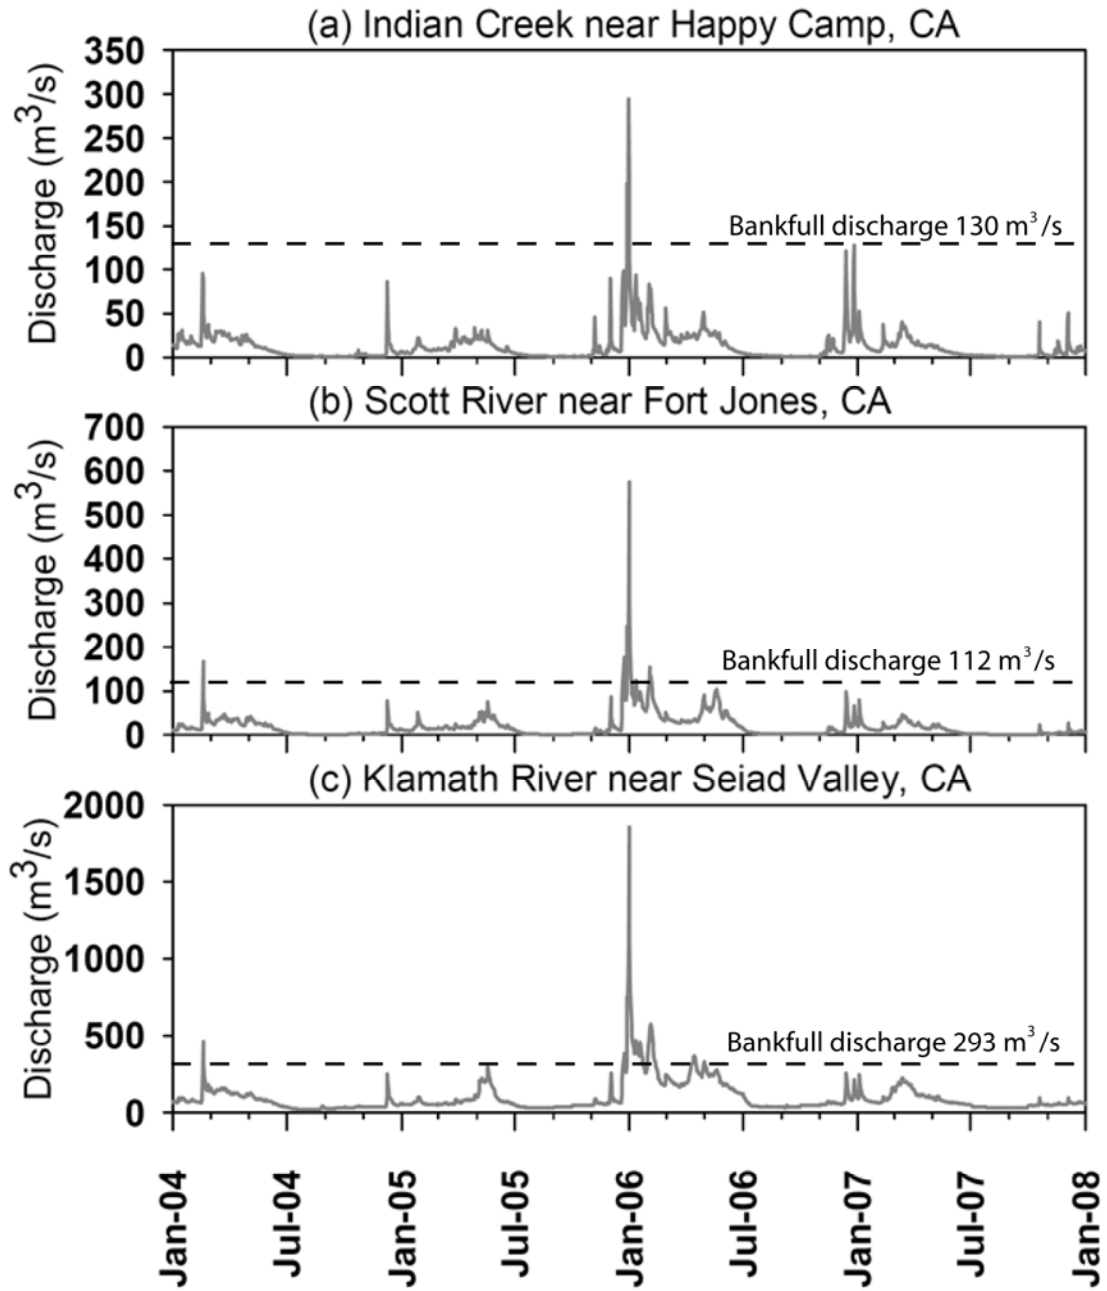 (a) Indian Creek near Happy Camp, CA
Discharge (m³/s)
350
300
250
200
150
100
50
0
Bankfull discharge 130 m³/s
(b) Scott River near Fort Jones, CA
Discharge (m³/s)
700
600
500
400
300
200
100
0
Bankfull discharge 112 m³/s
(c) Klamath River near Seiad Valley, CA
Discharge (m³/s)
2000
1500
1000
500
0
Bankfull discharge 293 m³/s
Jan-04
Jul-04
Jan-05
Jul-05
Jan-06
Jul-06
Jan-07
Jul-07
Jan-08